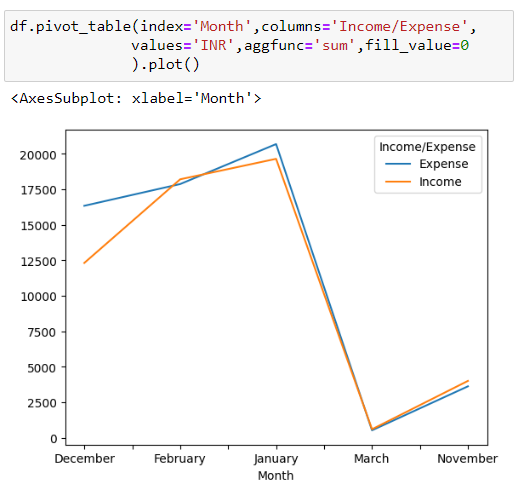 df.pivot_table(index='Month',columns='Income/Expense',
values='INR',aggfunc='sum',fill_value=0
).plot()
<AxesSubplot: xlabel='Month'>
Income/Expense
Expense
Income
20000
17500
15000
12500
10000
7500
5000
2500
0
December February January March November
Month